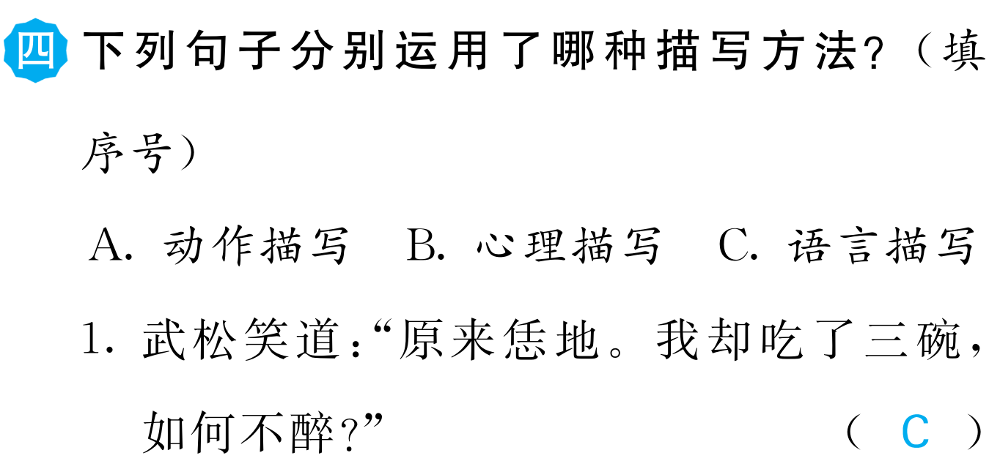 四 下列句子分别运用了哪种描写方法?（填
序号）
A. 动作描写 B. 心理描写 C. 语言描写
1. 武松笑道:“原来恁地。我却吃了三碗,
如何不醉?” （ C ）